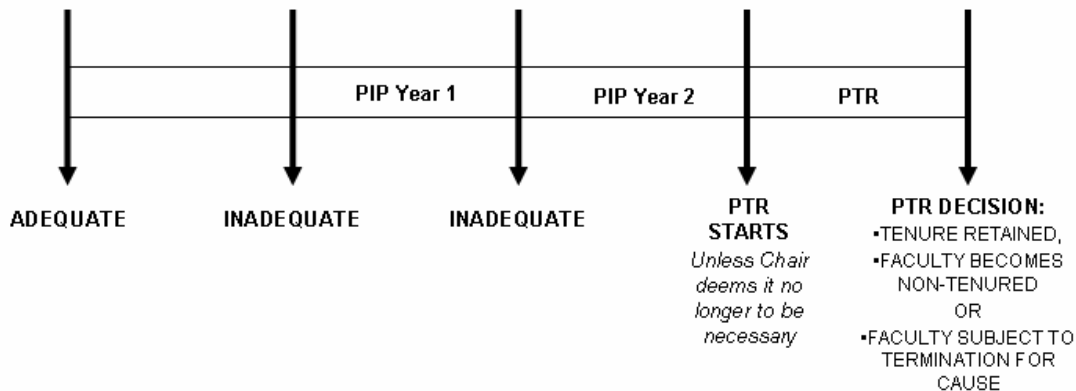 PIP Year 1
PIP Year 2
PTR
ADEQUATE
INADEQUATE
INADEQUATE
PTR
STARTS
Unless Chair
deems it no
longer to be
necessary
PTR DECISION:
▪TENURE RETAINED,
▪FACULTY BECOMES
NON-TENURED
OR
▪FACULTY SUBJECT TO
TERMINATION FOR
CAUSE